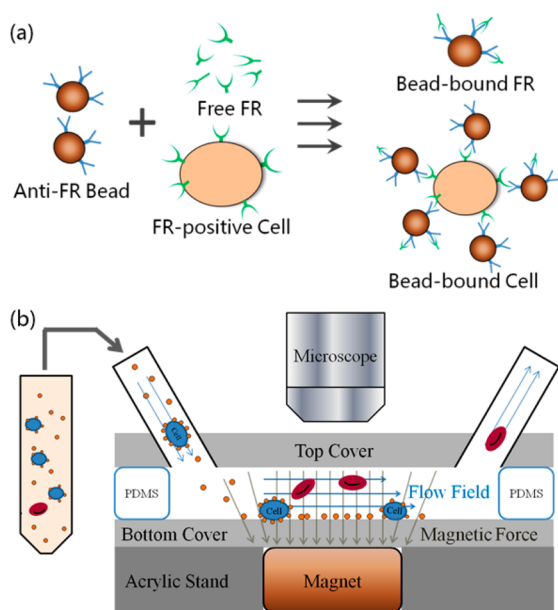 (a)
Free FR
Anti-FR Bead
FR-positive Cell
Bead-bound FR
Bead-bound Cell
(b)
Microscope
Cell
Top Cover
PDMS
Flow Field
PDMS
Cell
Cell
Bottom Cover
Magnetic Force
Acrylic Stand
Magnet